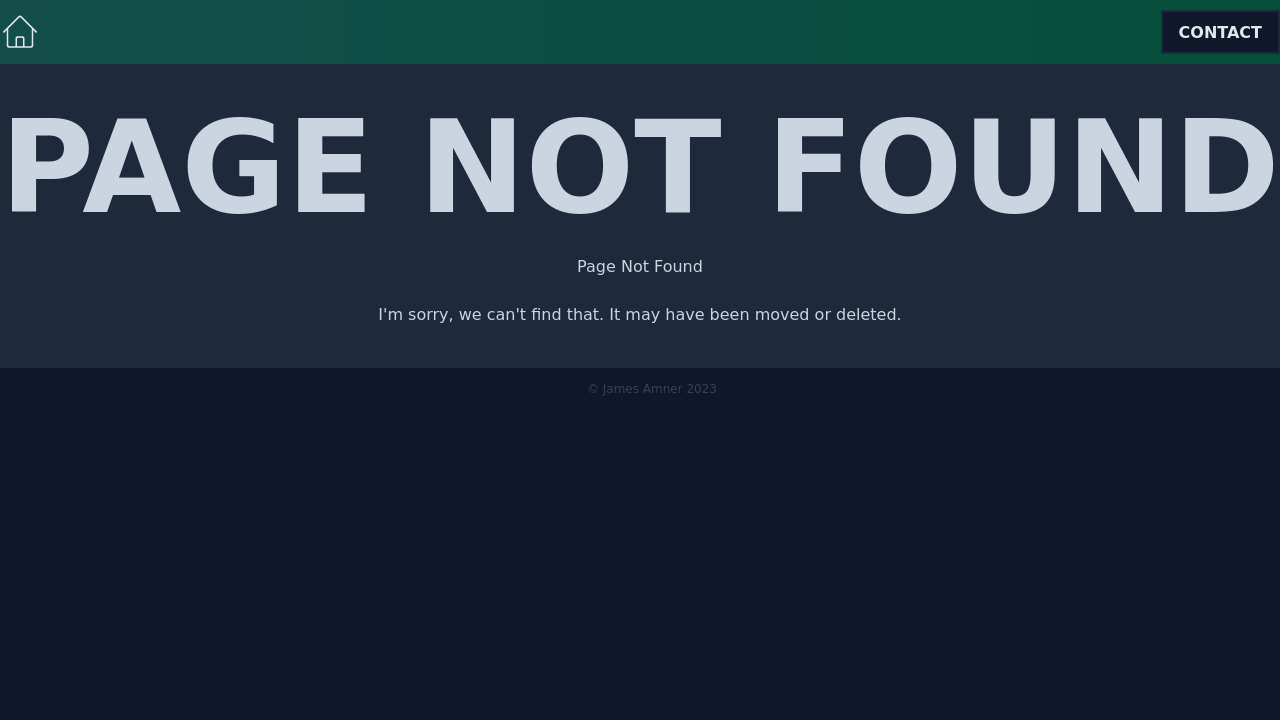 CONTACT
PAGE NOT FOUND
Page Not Found
I'm sorry, we can't find that. It may have been moved or deleted.
© James Amner 2023